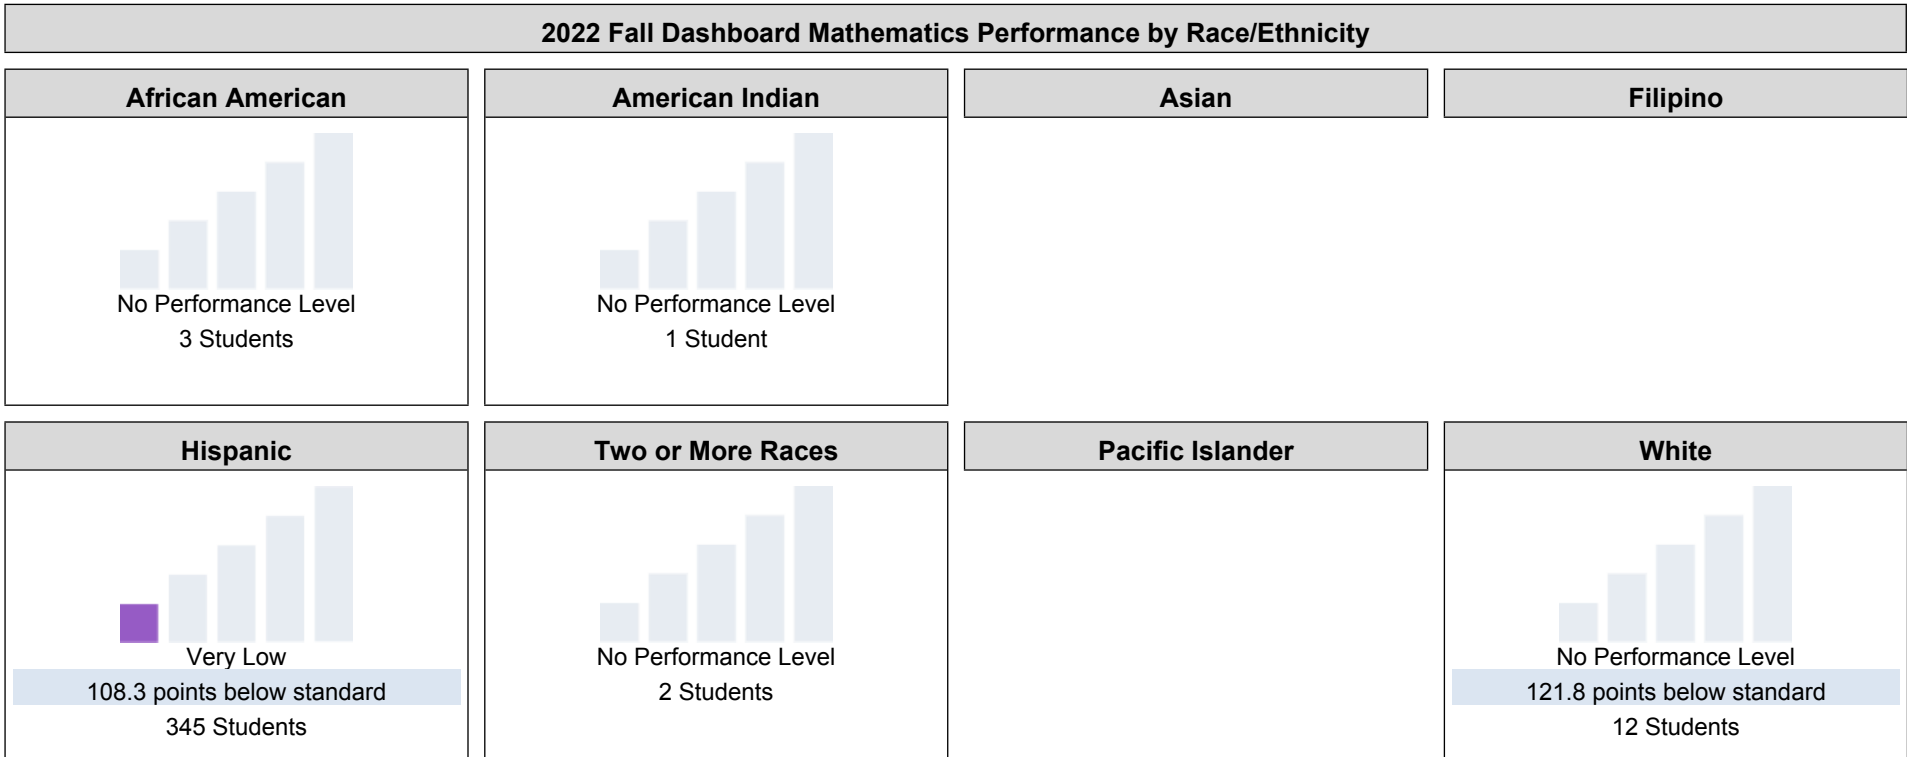 2022 Fall Dashboard Mathematics Performance by Race/Ethnicity
African American
No Performance Level
3 Students
American Indian
No Performance Level
1 Student
Asian
Filipino
Hispanic
Very Low
108.3 points below standard
345 Students
Two or More Races
No Performance Level
2 Students
Pacific Islander
White
No Performance Level
121.8 points below standard
12 Students